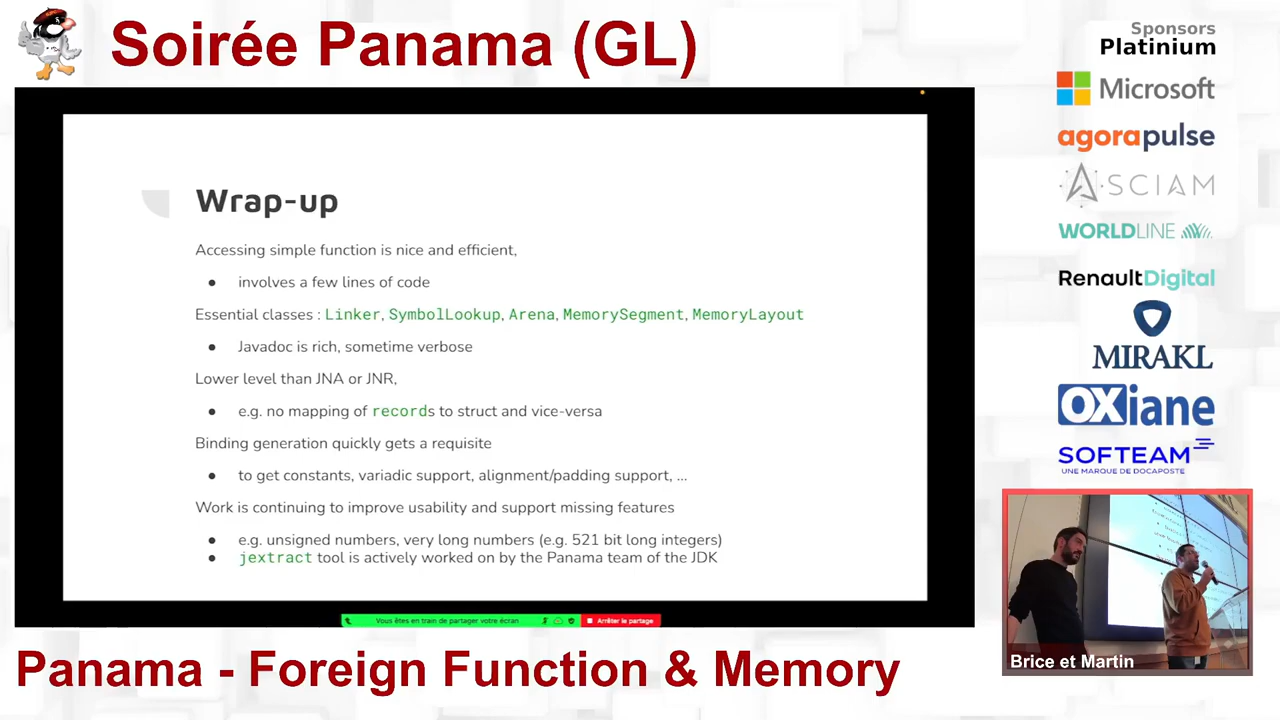 Soirée Panama (GL)
Sponsors
Platinium
Microsoft
agorapulse
ASCIAM
WORLDLINE
RenaultDigital
MIRAKL
OXiane
SOFTEAM
UNE MARQUE DE DOCAPOSTE
Wrap-up
Accessing simple function is nice and efficient,
● involves a few lines of code
Essential classes : Linker, SymbolLookup, Arena, MemorySegment, MemoryLayout
● Javadoc is rich, sometime verbose
Lower level than JNA or JNR,
● e.g. no mapping of records to struct and vice-versa
Binding generation quickly gets a requisite
● to get constants, variadic support, alignment/padding support, ...
Work is continuing to improve usability and support missing features
● e.g. unsigned numbers, very long numbers (e.g. 521 bit long integers)
● jextract tool is actively worked on by the Panama team of the JDK
Vous êtes en train de partager votre écran
Arrêter le partage
Brice et Martin
Panama - Foreign Function & Memory